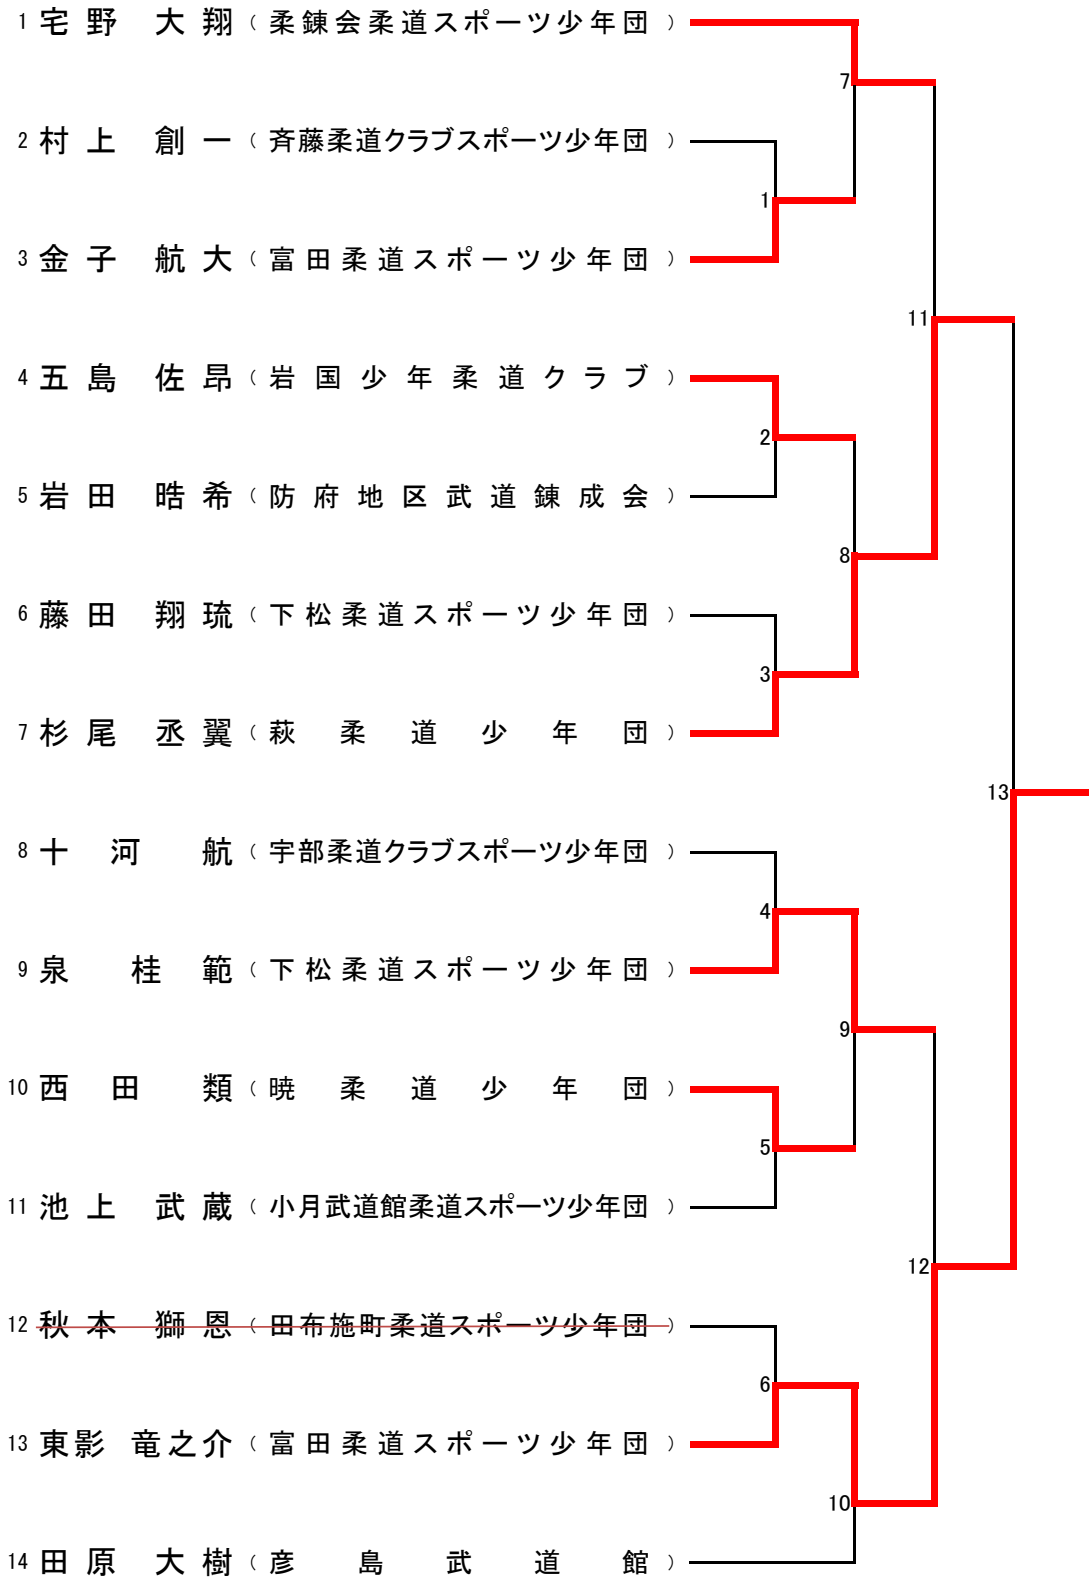 1 宅野 大翔 （柔錬会柔道スポーツ少年団）
7
2 村上 創一 （斉藤柔道クラブスポーツ少年団）
1
3 金子 航大 （富田柔道スポーツ少年団）
11
4 五島 佐昂 （岩国少年柔道クラブ）
2
5 岩田 晧希 （防府地区武道錬成会）
8
6 藤田 翔琉 （下松柔道スポーツ少年団）
3
7 杉尾 丞翼 （萩柔道少年団）
13
8 十河 航 （宇部柔道クラブスポーツ少年団）
4
9 泉 桂範 （下松柔道スポーツ少年団）
9
10 西田 類 （暁柔道少年団）
5
11 池上 武蔵 （小月武道館柔道スポーツ少年団）
12
12 秋本 獅恩 （田布施町柔道スポーツ少年団）
6
13 東影 竜之介 （富田柔道スポーツ少年団）
10
14 田原 大樹 （彦島武道館）